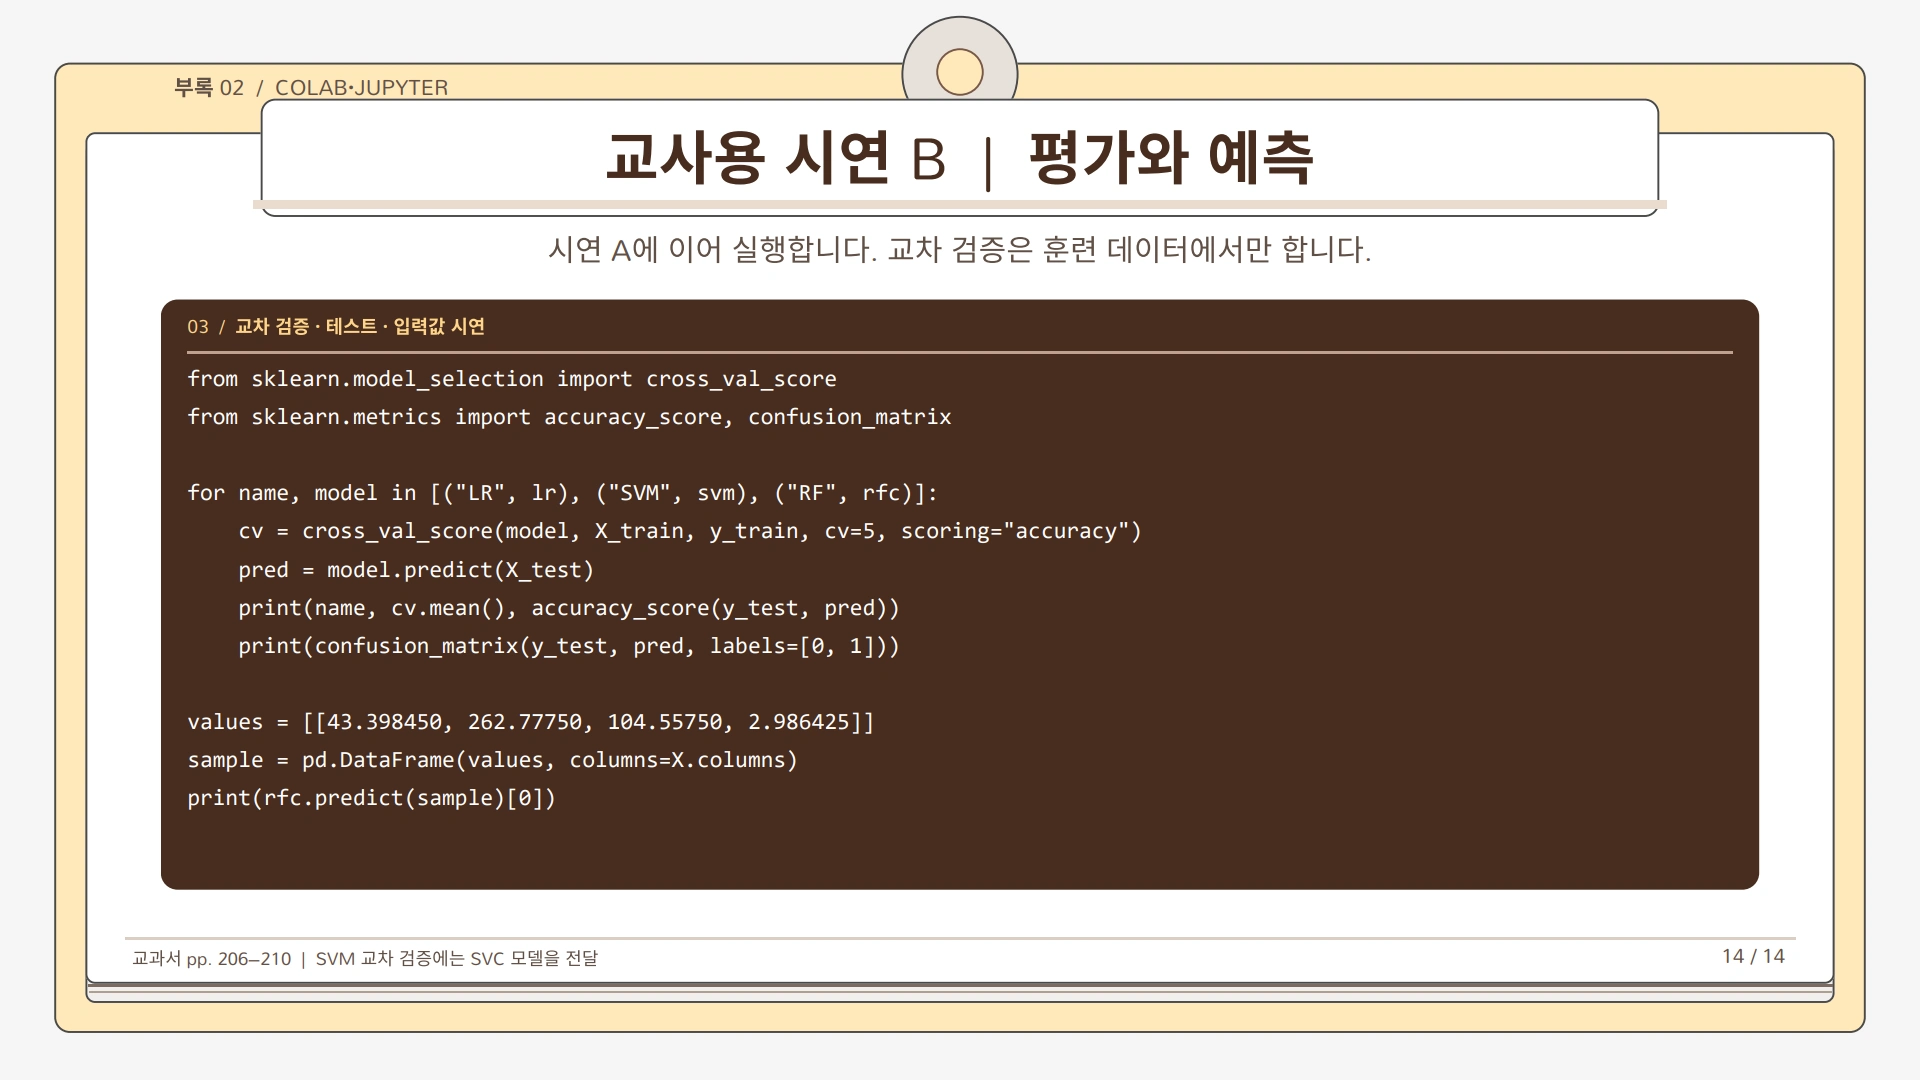 부록 02 / COLAB·JUPYTER
교사용 시연 B | 평가와 예측
시연 A에 이어 실행합니다. 교차 검증은 훈련 데이터에서만 합니다.
03 / 교차 검증 · 테스트 · 입력값 시연
from sklearn.model_selection import cross_val_score
from sklearn.metrics import accuracy_score, confusion_matrix

for name, model in [("LR", lr), ("SVM", svm), ("RF", rfc)]:
    cv = cross_val_score(model, X_train, y_train, cv=5, scoring="accuracy")
    pred = model.predict(X_test)
    print(name, cv.mean(), accuracy_score(y_test, pred))
    print(confusion_matrix(y_test, pred, labels=[0, 1]))

values = [[43.398450, 262.77750, 104.55750, 2.986425]]
sample = pd.DataFrame(values, columns=X.columns)
print(rfc.predict(sample)[0])
교과서 pp. 206–210 | SVM 교차 검증에는 SVC 모델을 전달
14 / 14